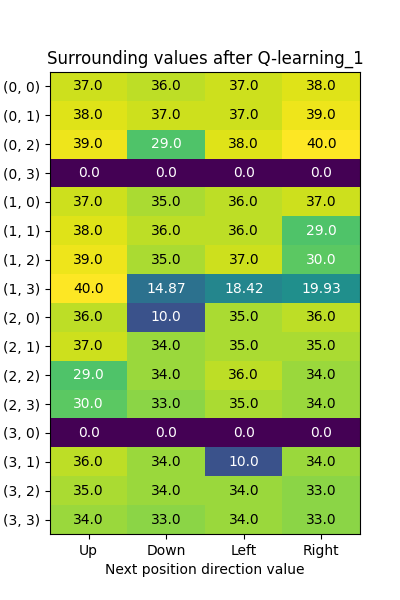 Surrounding values after Q-learning_1
(0, 0) 37.0 36.0 37.0 38.0
(0, 1) 38.0 37.0 37.0 39.0
(0, 2) 39.0 29.0 38.0 40.0
(0, 3) 0.0 0.0 0.0 0.0
(1, 0) 37.0 35.0 36.0 37.0
(1, 1) 38.0 36.0 36.0 29.0
(1, 2) 39.0 35.0 37.0 30.0
(1, 3) 40.0 14.87 18.42 19.93
(2, 0) 36.0 10.0 35.0 36.0
(2, 1) 37.0 34.0 35.0 35.0
(2, 2) 29.0 34.0 36.0 34.0
(2, 3) 30.0 33.0 35.0 34.0
(3, 0) 0.0 0.0 0.0 0.0
(3, 1) 36.0 34.0 10.0 34.0
(3, 2) 35.0 34.0 34.0 33.0
(3, 3) 34.0 33.0 34.0 33.0
Up Down Left Right
Next position direction value